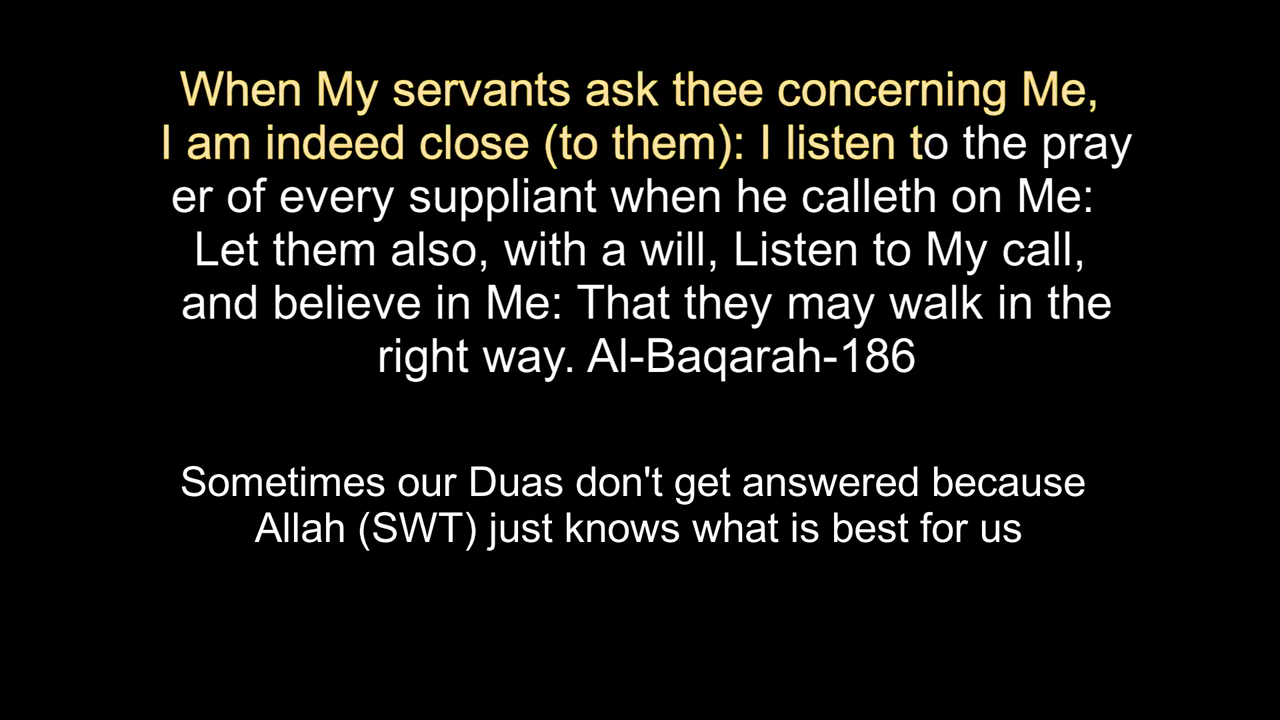 When My servants ask thee concerning Me,
I am indeed close (to them): I listen to the pray
er of every suppliant when he calleth on Me:
Let them also, with a will, Listen to My call,
and believe in Me: That they may walk in the
right way. Al-Baqarah-186
Sometimes our Duas don't get answered because
Allah (SWT) just knows what is best for us